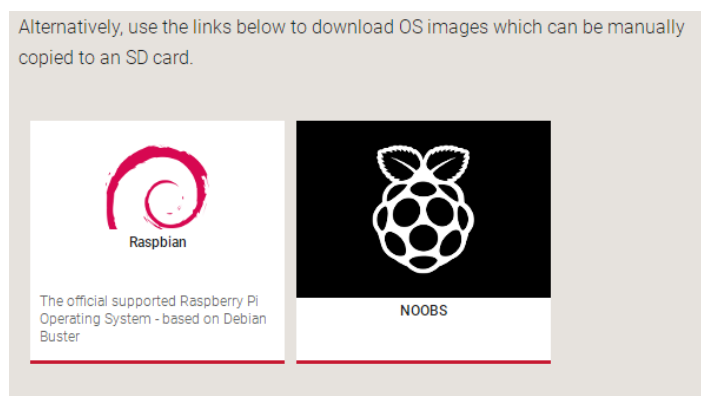 Alternatively, use the links below to download OS images which can be manually
copied to an SD card.
Raspbian
The official supported Raspberry Pi
Operating System - based on Debian
Buster
NOOBS